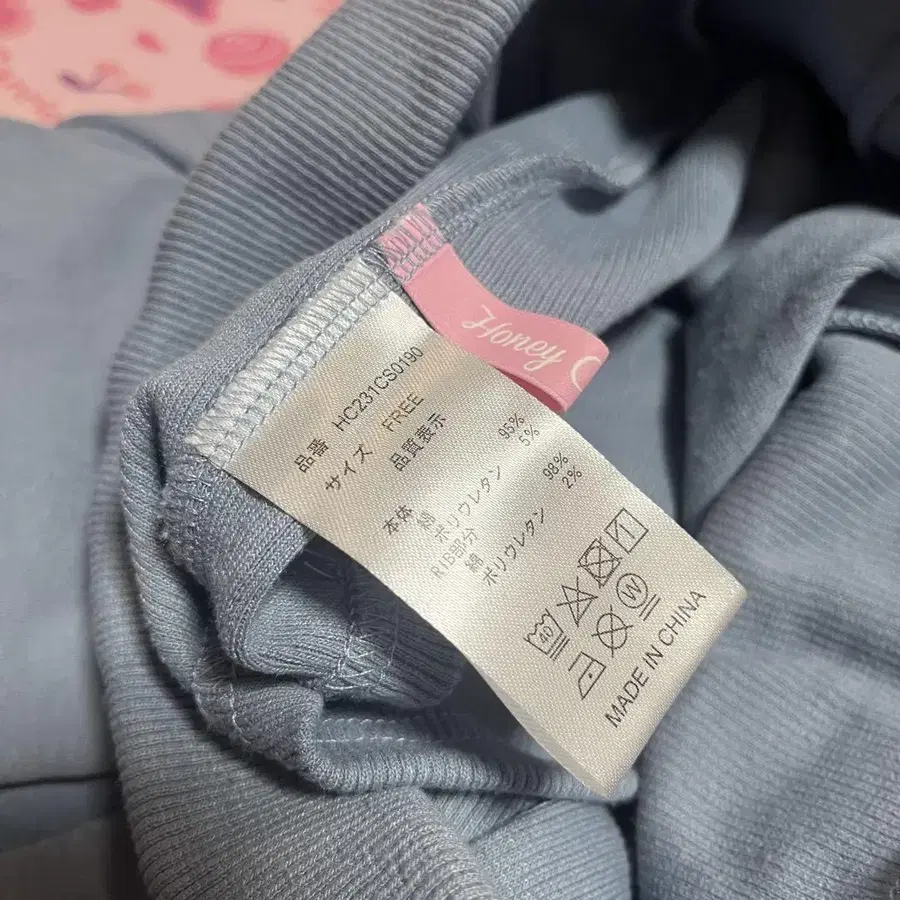 Honey
品番 HC231CS0190
サイズ FREE
品質表示
本体 綿 95%
ポリウレタン 5%
RIB部分
綿 98%
ポリウレタン 2%
40
W
MADE IN CHINA